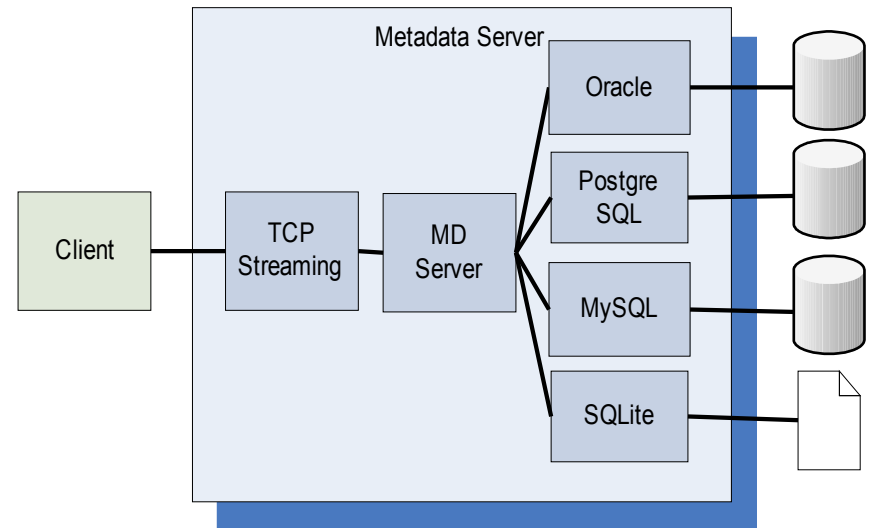 Metadata Server
Oracle
Postgre
SQL
Client
TCP
Streaming
MD
Server
MySQL
SQLite